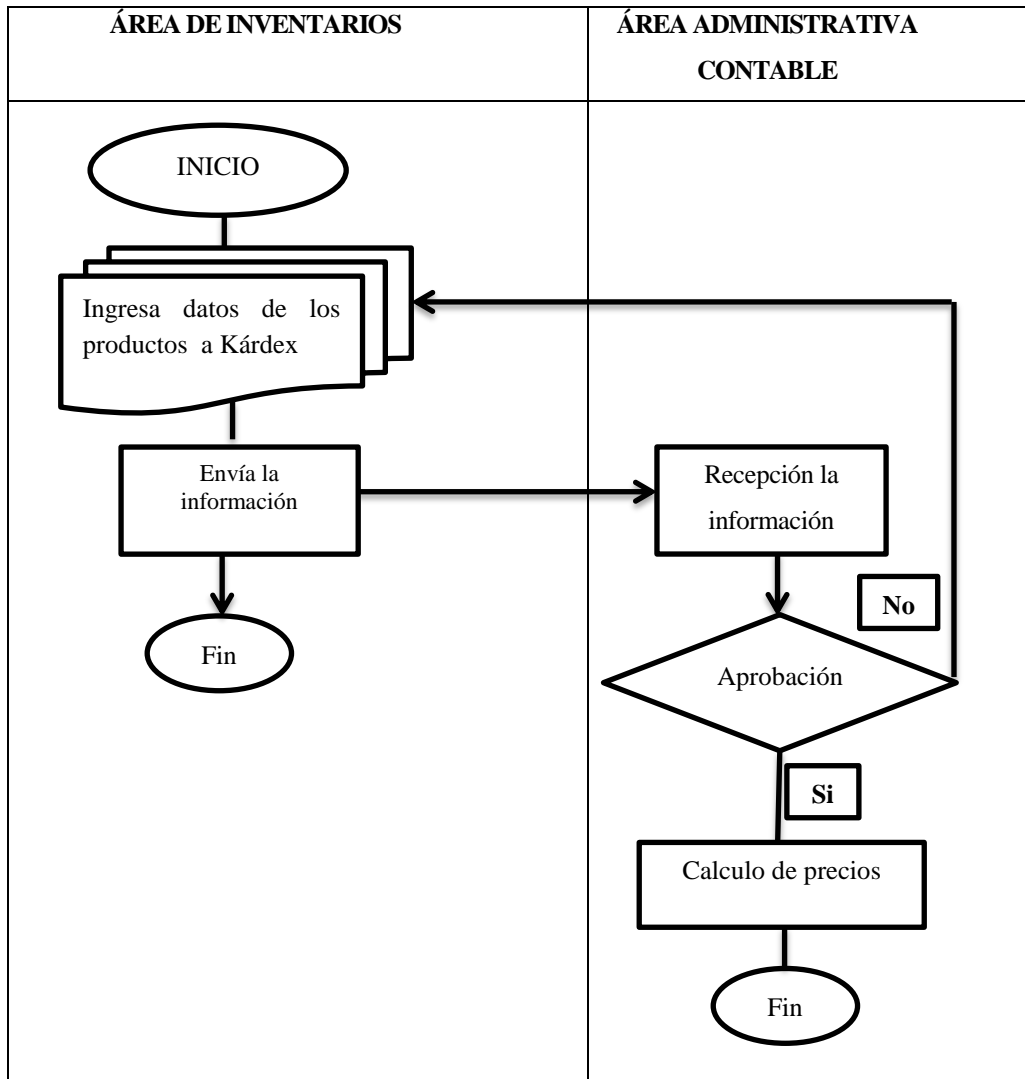 ÁREA DE INVENTARIOS
ÁREA ADMINISTRATIVA
CONTABLE
INICIO
Ingresa datos de los
productos a Kárdex
Envía la
información
Recepción la
información
No
Fin
Aprobación
Si
Calculo de precios
Fin